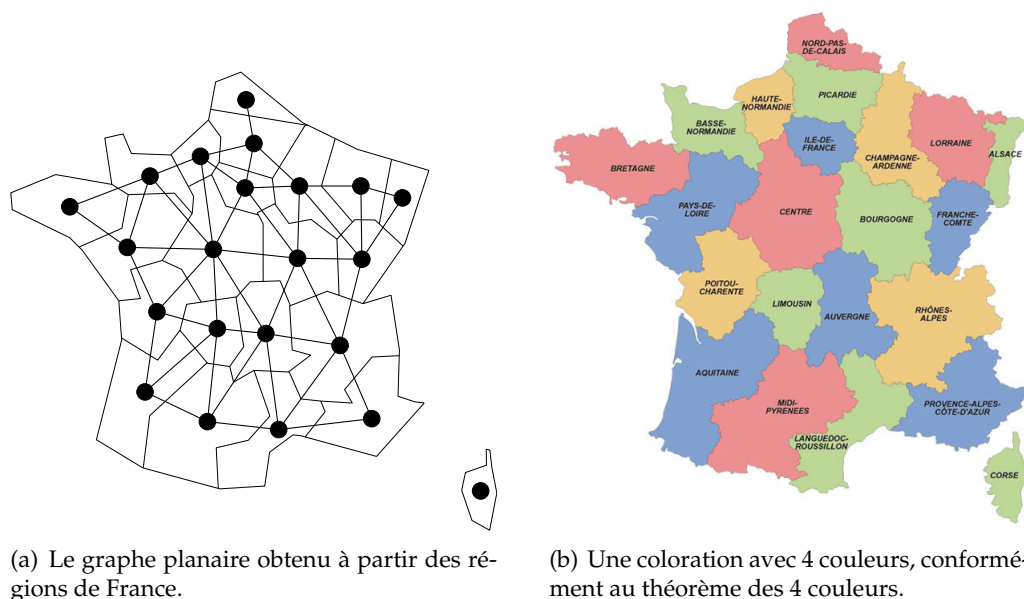 NORD-PAS-
DE-CALAIS
PICARDIE
HAUTE-
NORMANDIE
BASSE-
NORMANDIE
ILE-DE-
FRANCE
CHAMPAGNE-
ARDENNE
LORRAINE
ALSACE
BRETAGNE
PAYS-DE-
LOIRE
CENTRE
BOURGOGNE
FRANCHE-
COMTE
POITOU-
CHARENTE
LIMOUSIN
AUVERGNE
RHÔNES-
ALPES
AQUITAINE
MIDI-
PYRENEES
LANGUEDOC-
ROUSSILLON
PROVENCE-ALPES-
CÔTE-D'AZUR
CORSE
(a) Le graphe planaire obtenu à partir des ré-
gions de France.
(b) Une coloration avec 4 couleurs, conformé-
ment au théorème des 4 couleurs.